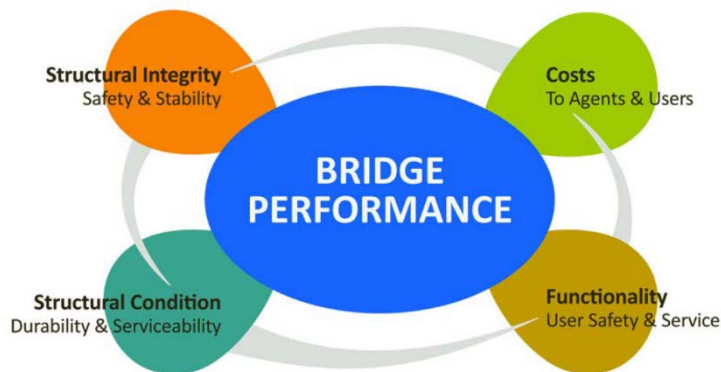 Structural Integrity
Safety & Stability
Costs
To Agents & Users
BRIDGE
PERFORMANCE
Structural Condition
Durability & Serviceability
Functionality
User Safety & Service